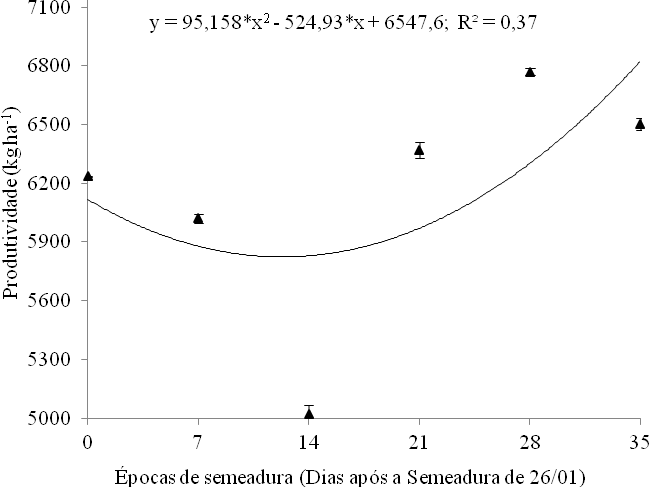 y = 95,158*x² - 524,93*x + 6547,6; R² = 0,37
Produtividade (kg ha⁻¹)
7100
6800
6500
6200
5900
5600
5300
5000
0 7 14 21 28 35
Épocas de semeadura (Dias após a Semeadura de 26/01)